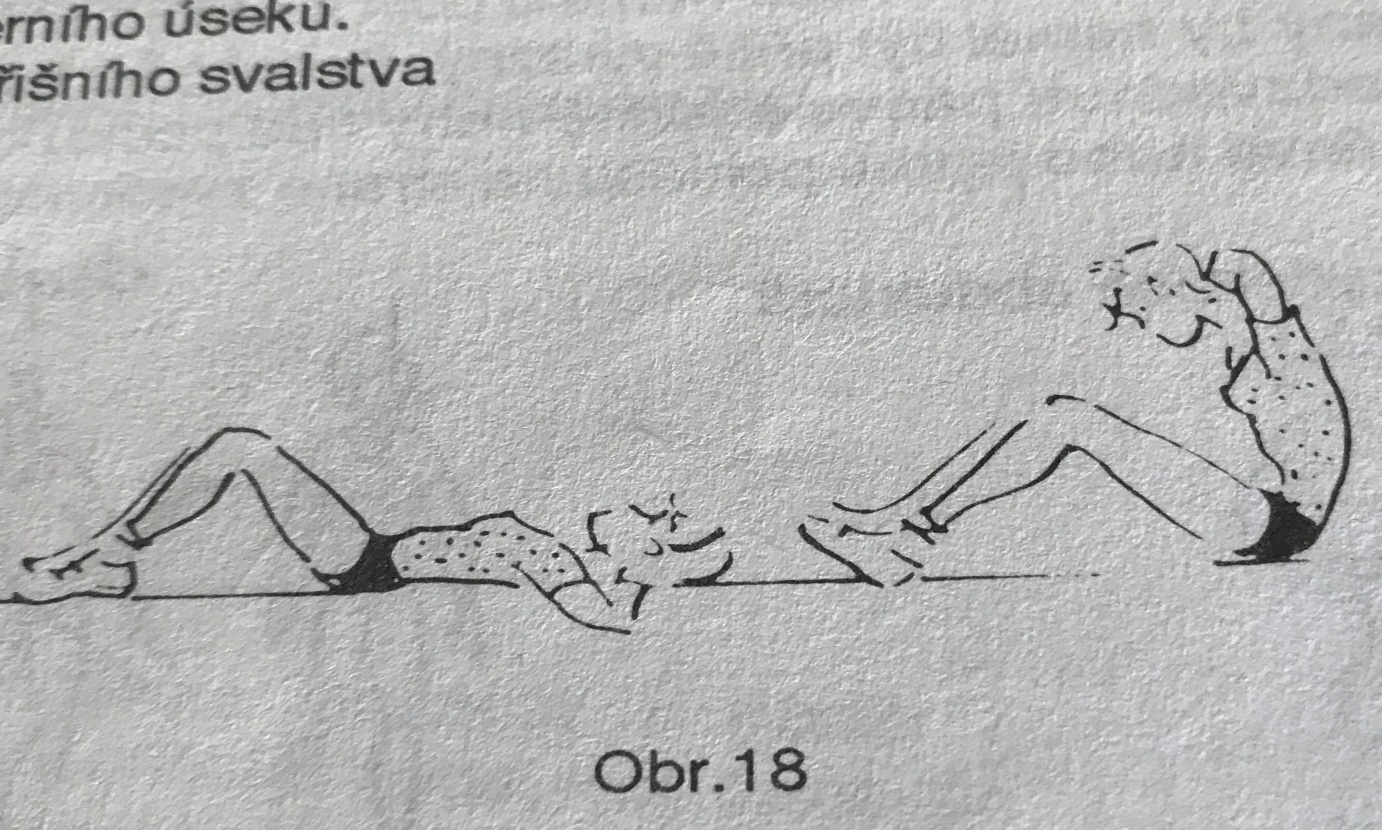 erního úseku.
řišního svalstva
Obr.18